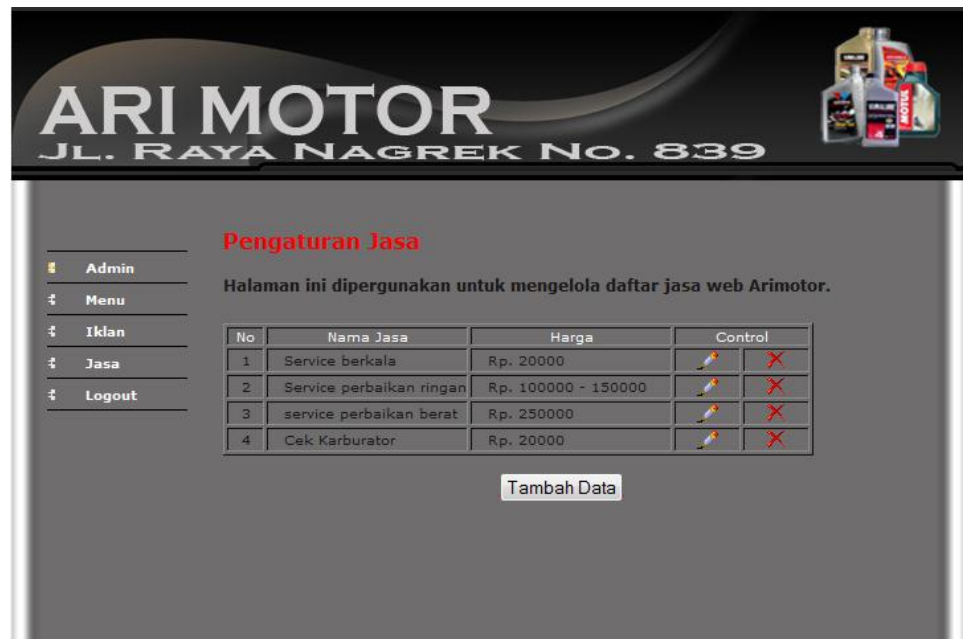 ARI MOTOR
JL. RAYA NAGREK NO. 839
MOTUL
Admin
Menu
Iklan
Jasa
Logout
Pengaturan Jasa
Halaman ini dipergunakan untuk mengelola daftar jasa web Arimotor.
No Nama Jasa Harga Control
1 Service berkala Rp. 20000
2 Service perbaikan ringan Rp. 100000 - 150000
3 service perbaikan berat Rp. 250000
4 Cek Karburator Rp. 20000
Tambah Data